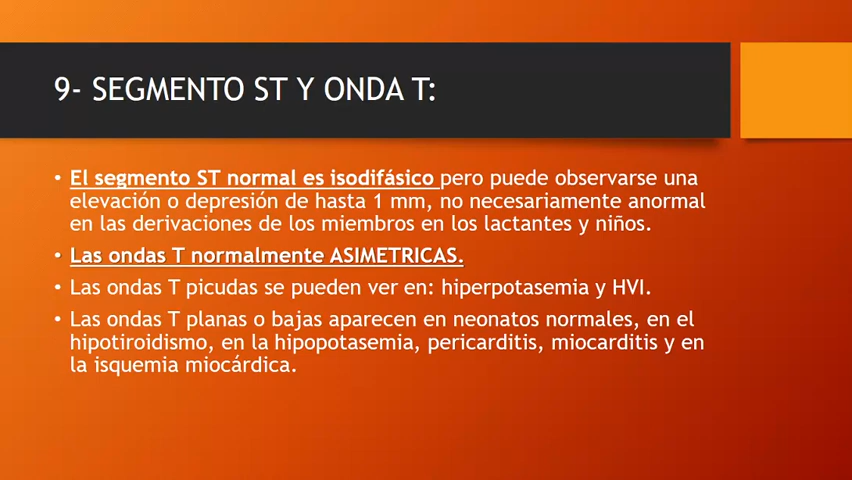 9- SEGMENTO ST Y ONDA T:
• El segmento ST normal es isodifásico pero puede observarse una
elevación o depresión de hasta 1 mm, no necesariamente anormal
en las derivaciones de los miembros en los lactantes y niños.
• Las ondas T normalmente ASIMETRICAS.
• Las ondas T picudas se pueden ver en: hiperpotasemia y HVI.
• Las ondas T planas o bajas aparecen en neonatos normales, en el
hipotiroidismo, en la hipopotasemia, pericarditis, miocarditis y en
la isquemia miocárdica.